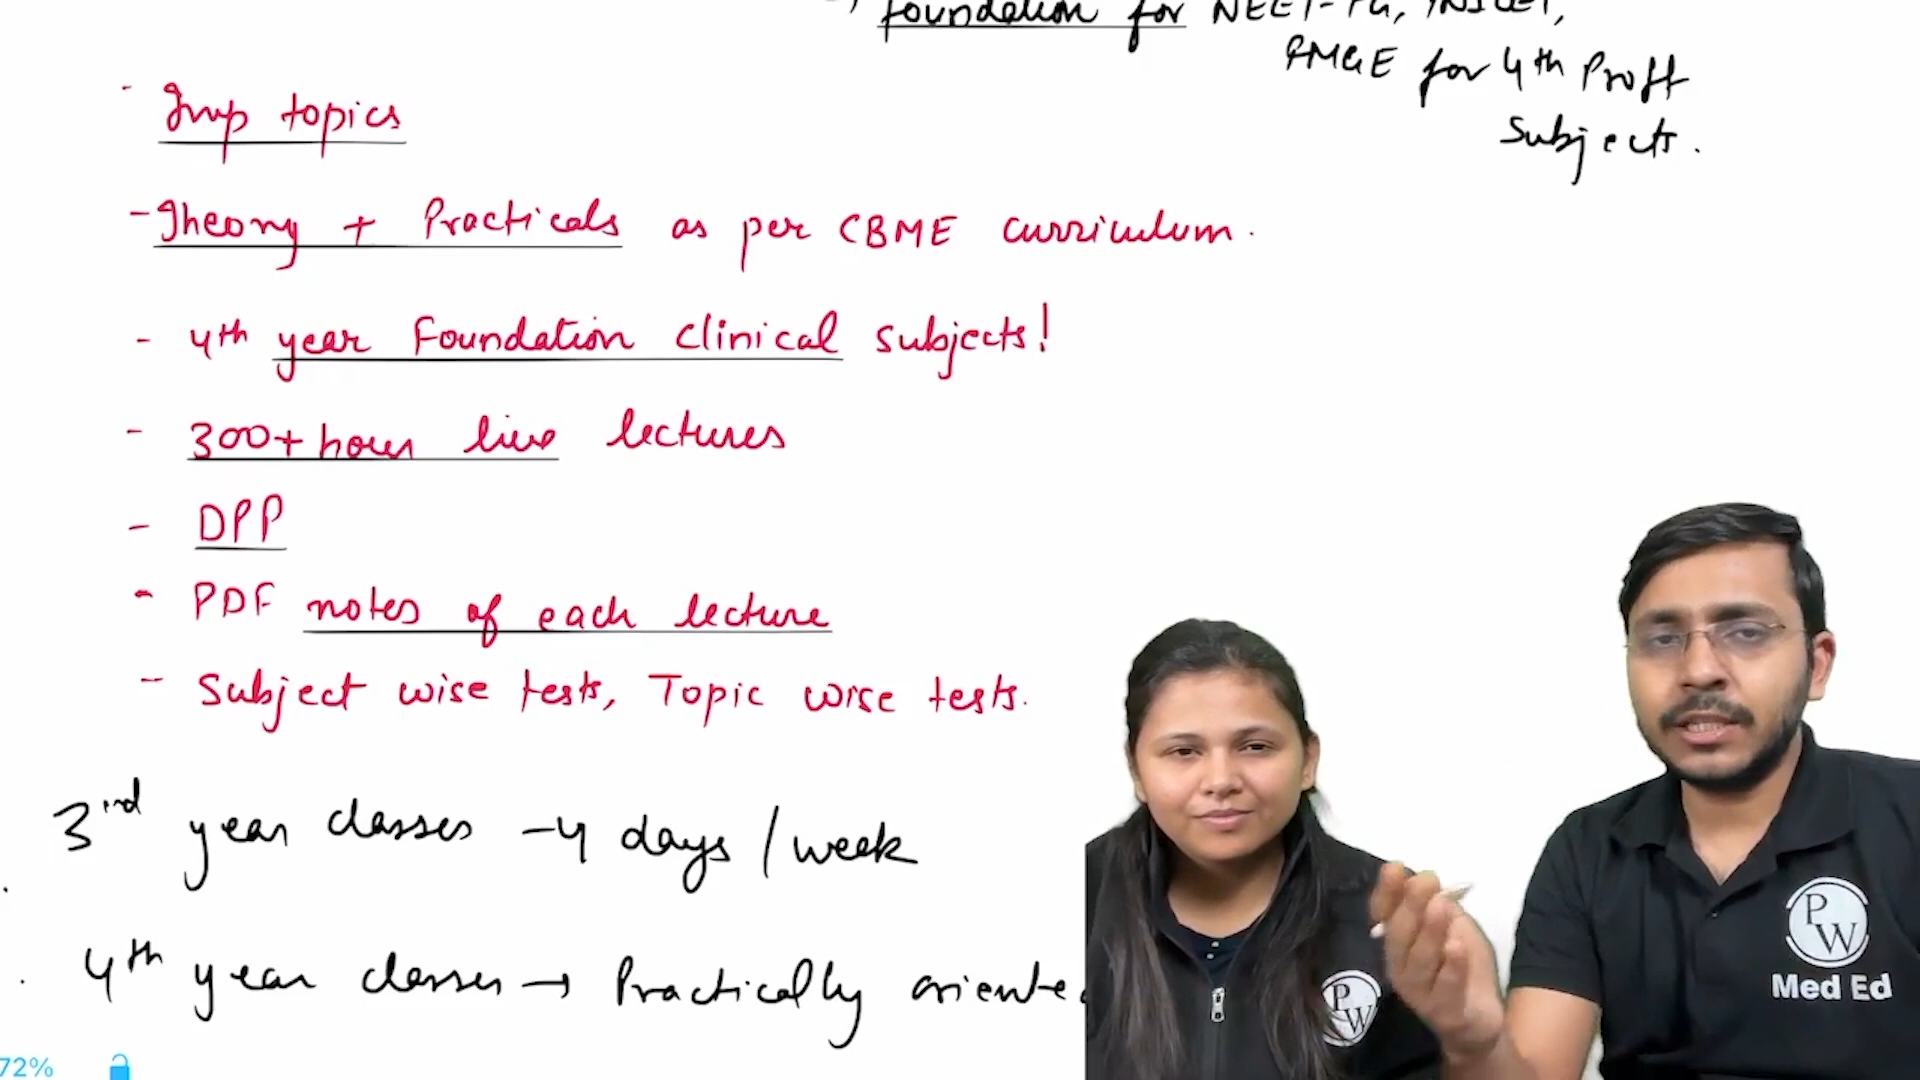 foundation for NEET-PG, INICET,
FMGE for 4th Proff
Subjects.
- Imp topics
- Theory + Practicals as per CBME curriculum.
- 4th year Foundation clinical subjects!
- 300+ hour live lectures
- DPP
- PDF notes of each lecture
- Subject wise tests, Topic wise tests.
3rd year classes - 4 days / week
4th year classes → Practically oriente
PW
PW
Med Ed
72%